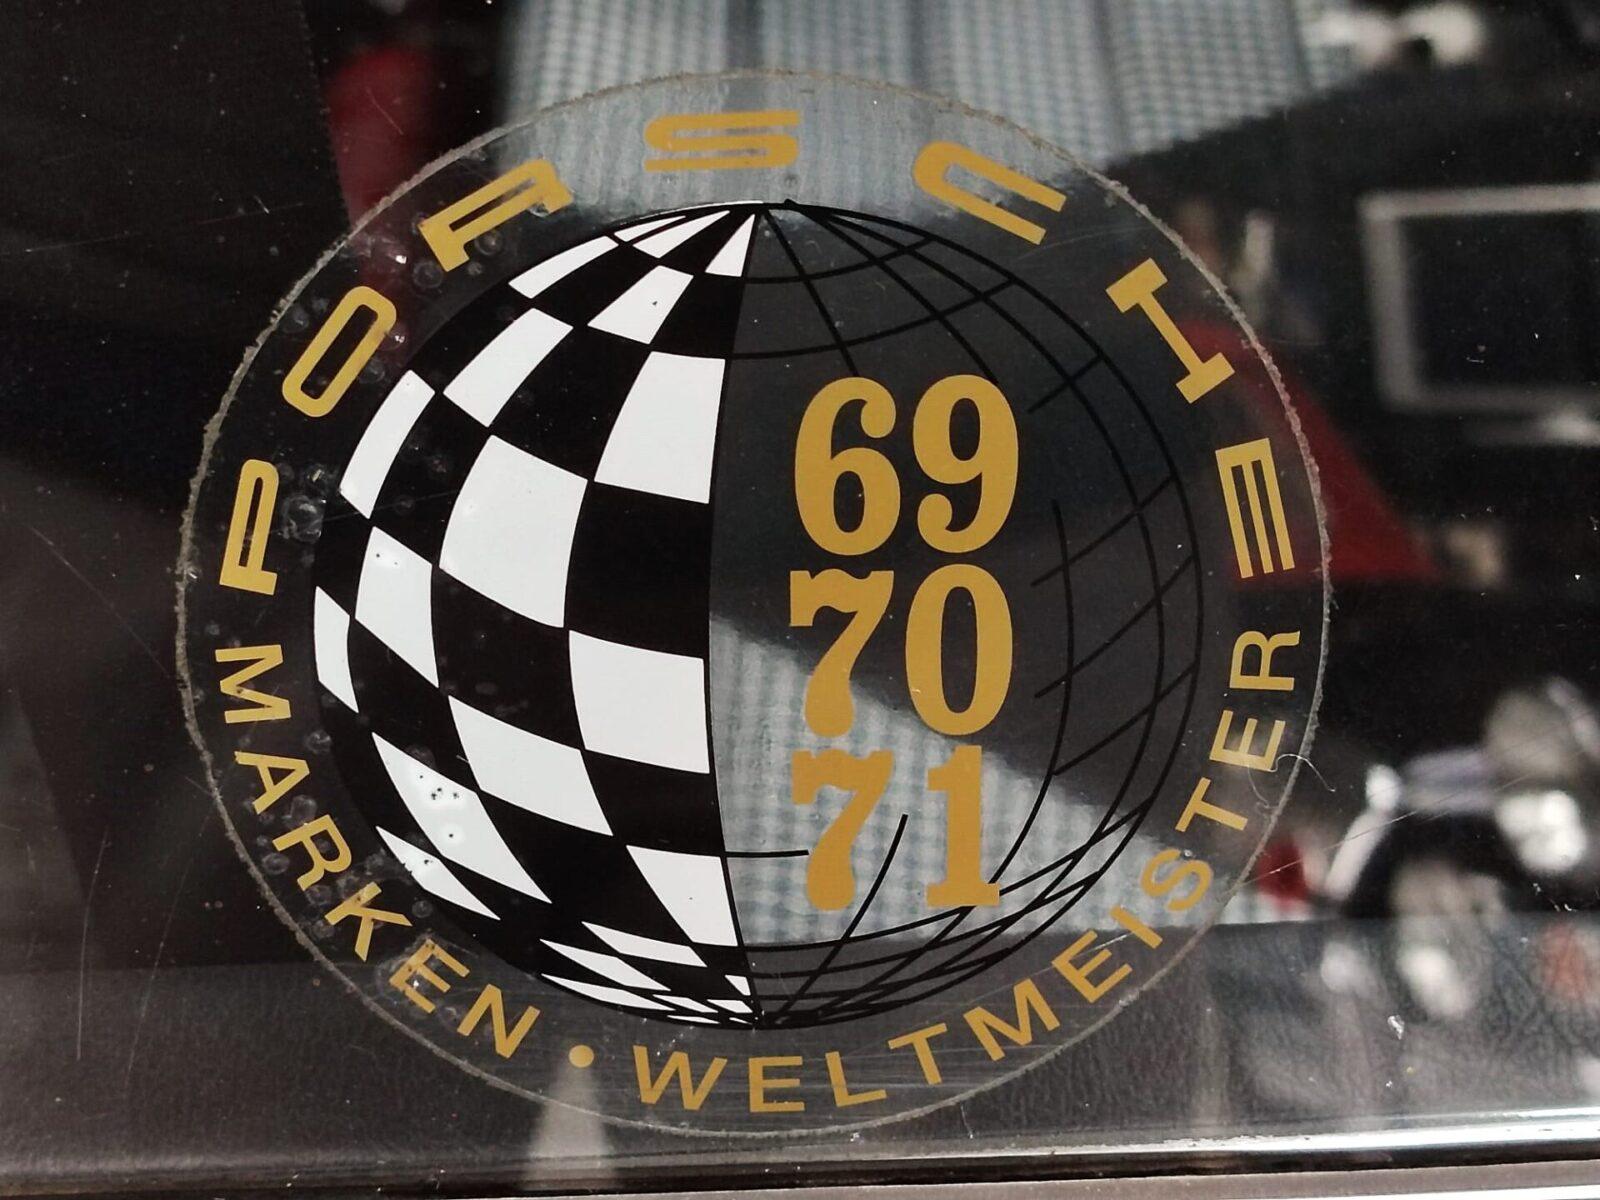 PORSCHE
69
70
71
MARKEN • WELTMEISTER